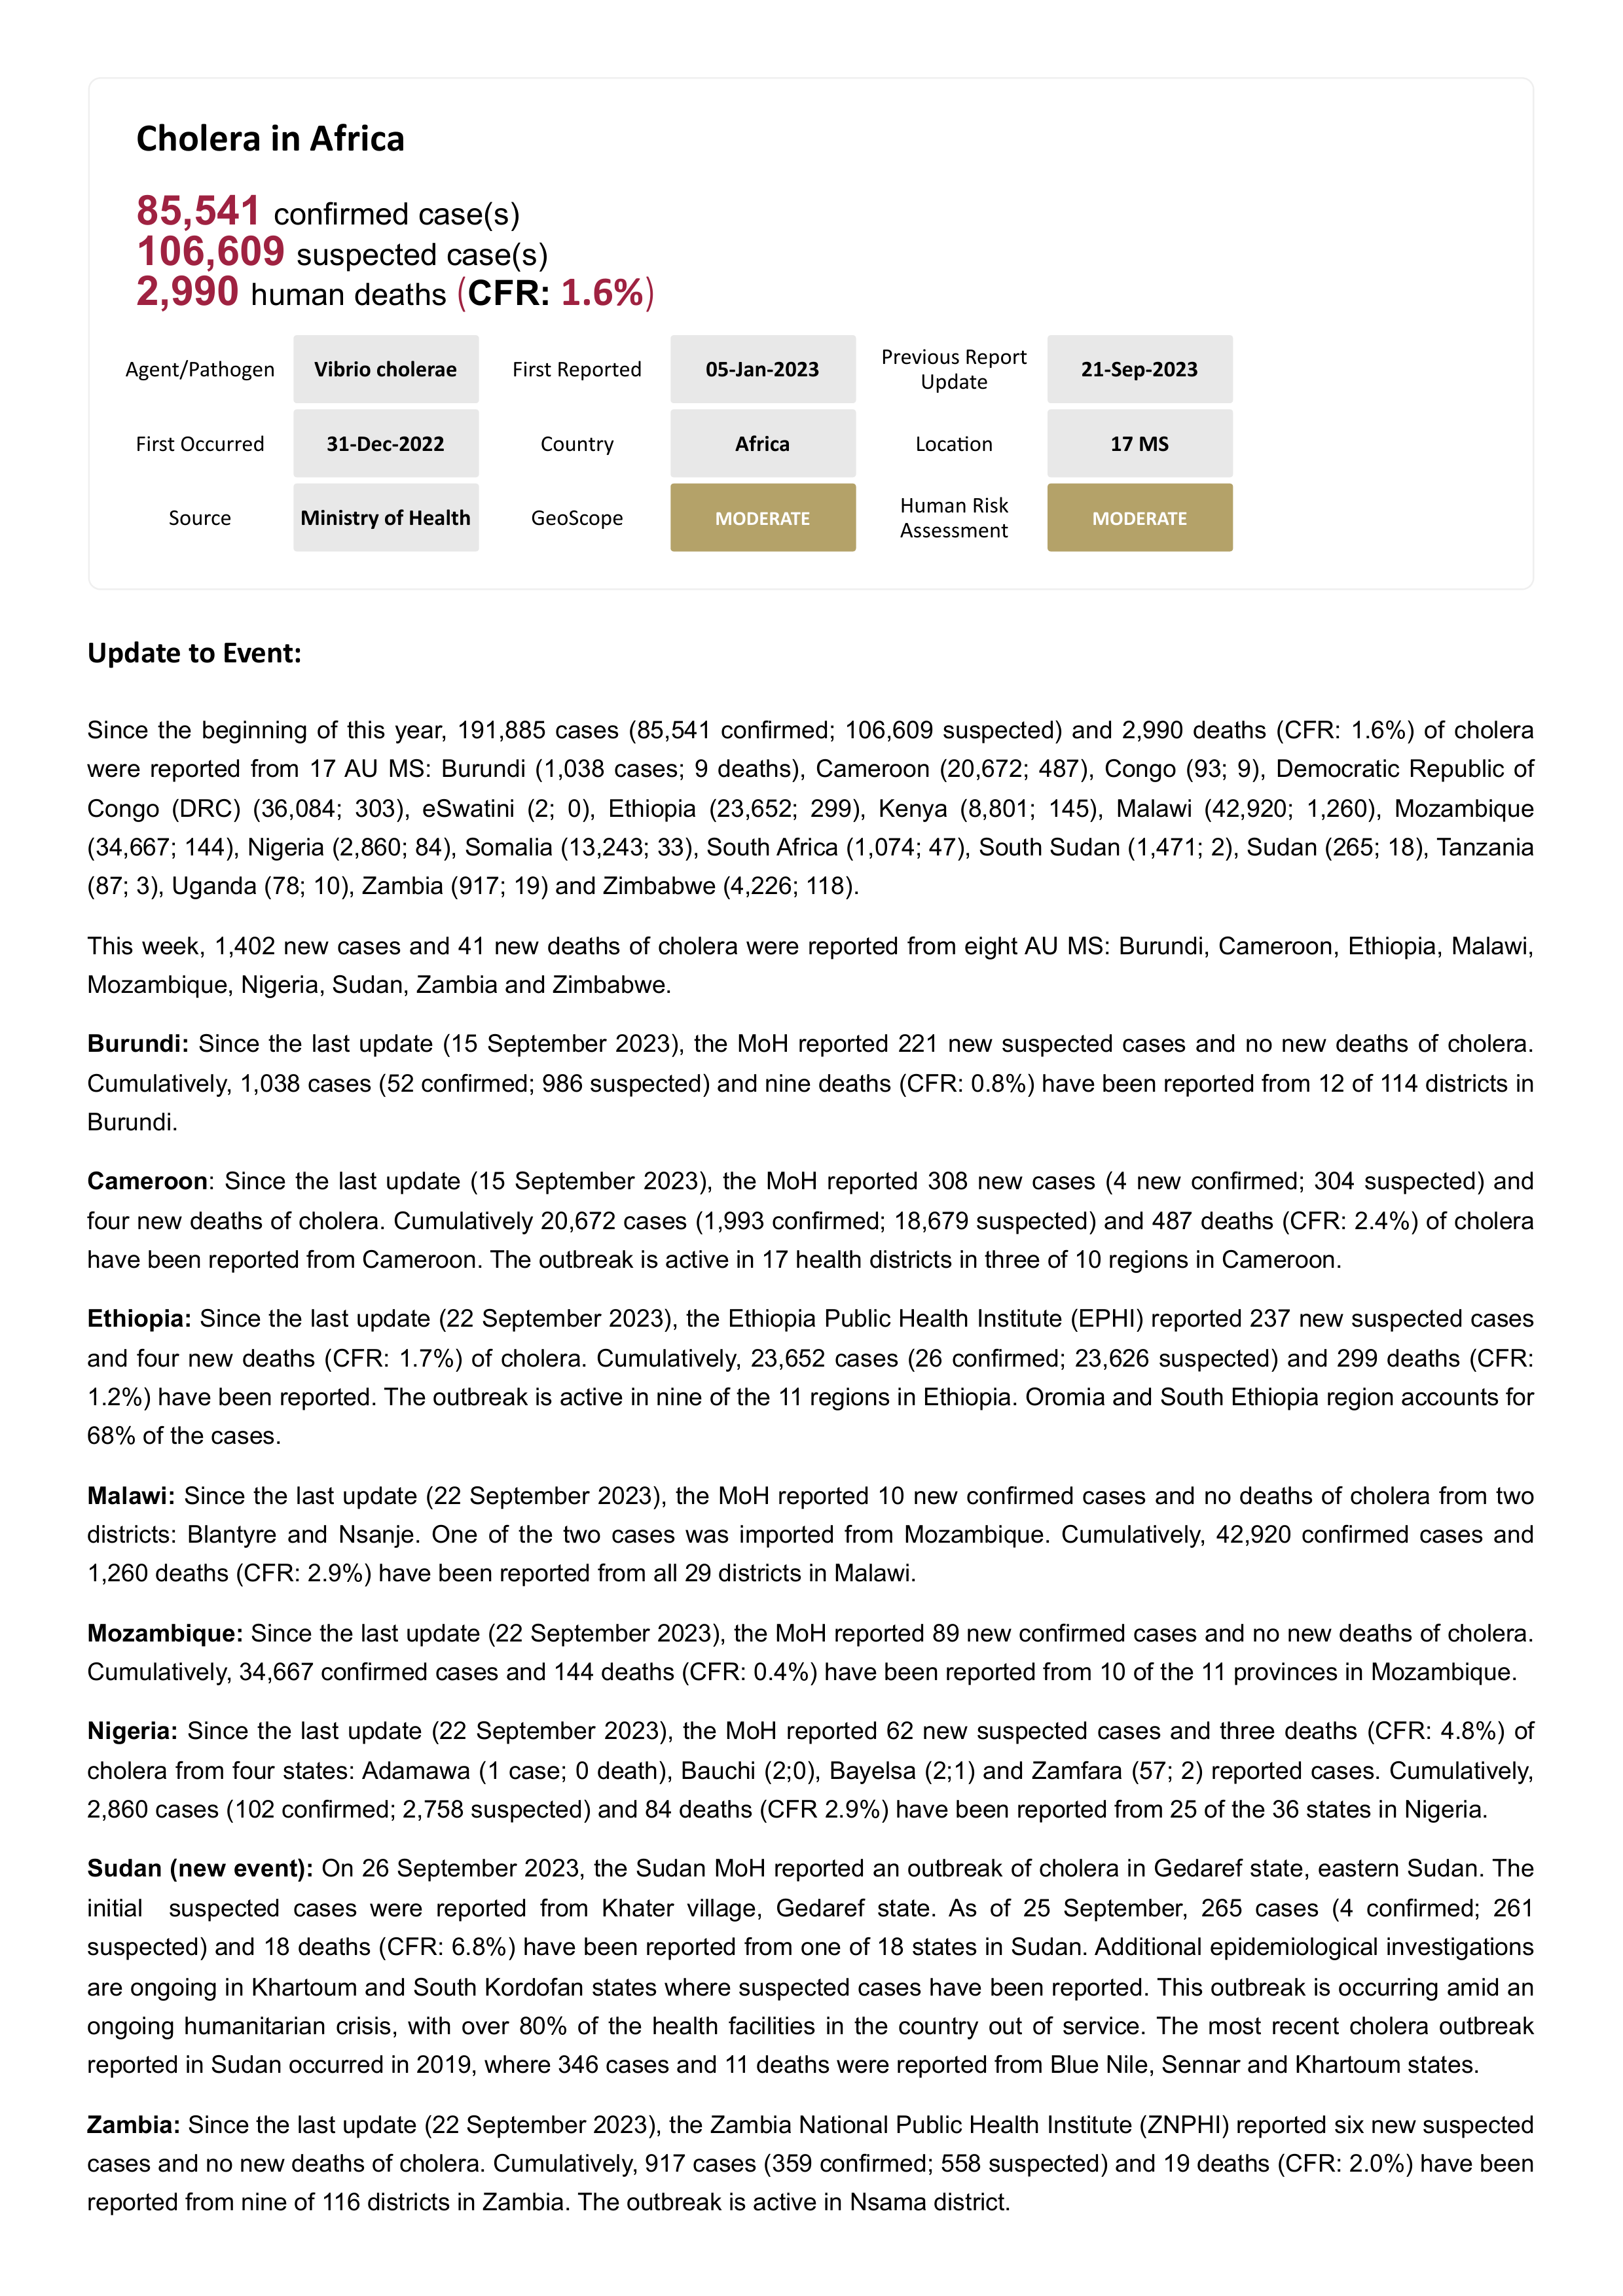 Cholera in Africa
85,541 confirmed case(s)
106,609 suspected case(s)
2,990 human deaths (CFR: 1.6%)
Agent/Pathogen Vibrio cholerae First Reported 05-Jan-2023 Previous Report Update 21-Sep-2023
First Occurred 31-Dec-2022 Country Africa Location 17 MS
Source Ministry of Health GeoScope MODERATE Human Risk Assessment MODERATE
Update to Event:
Since the beginning of this year, 191,885 cases (85,541 confirmed; 106,609 suspected) and 2,990 deaths (CFR: 1.6%) of cholera
were reported from 17 AU MS: Burundi (1,038 cases; 9 deaths), Cameroon (20,672; 487), Congo (93; 9), Democratic Republic of
Congo (DRC) (36,084; 303), eSwatini (2; 0), Ethiopia (23,652; 299), Kenya (8,801; 145), Malawi (42,920; 1,260), Mozambique
(34,667; 144), Nigeria (2,860; 84), Somalia (13,243; 33), South Africa (1,074; 47), South Sudan (1,471; 2), Sudan (265; 18), Tanzania
(87; 3), Uganda (78; 10), Zambia (917; 19) and Zimbabwe (4,226; 118).
This week, 1,402 new cases and 41 new deaths of cholera were reported from eight AU MS: Burundi, Cameroon, Ethiopia, Malawi,
Mozambique, Nigeria, Sudan, Zambia and Zimbabwe.
Burundi: Since the last update (15 September 2023), the MoH reported 221 new suspected cases and no new deaths of cholera.
Cumulatively, 1,038 cases (52 confirmed; 986 suspected) and nine deaths (CFR: 0.8%) have been reported from 12 of 114 districts in
Burundi.
Cameroon: Since the last update (15 September 2023), the MoH reported 308 new cases (4 new confirmed; 304 suspected) and
four new deaths of cholera. Cumulatively 20,672 cases (1,993 confirmed; 18,679 suspected) and 487 deaths (CFR: 2.4%) of cholera
have been reported from Cameroon. The outbreak is active in 17 health districts in three of 10 regions in Cameroon.
Ethiopia: Since the last update (22 September 2023), the Ethiopia Public Health Institute (EPHI) reported 237 new suspected cases
and four new deaths (CFR: 1.7%) of cholera. Cumulatively, 23,652 cases (26 confirmed; 23,626 suspected) and 299 deaths (CFR:
1.2%) have been reported. The outbreak is active in nine of the 11 regions in Ethiopia. Oromia and South Ethiopia region accounts for
68% of the cases.
Malawi: Since the last update (22 September 2023), the MoH reported 10 new confirmed cases and no deaths of cholera from two
districts: Blantyre and Nsanje. One of the two cases was imported from Mozambique. Cumulatively, 42,920 confirmed cases and
1,260 deaths (CFR: 2.9%) have been reported from all 29 districts in Malawi.
Mozambique: Since the last update (22 September 2023), the MoH reported 89 new confirmed cases and no new deaths of cholera.
Cumulatively, 34,667 confirmed cases and 144 deaths (CFR: 0.4%) have been reported from 10 of the 11 provinces in Mozambique.
Nigeria: Since the last update (22 September 2023), the MoH reported 62 new suspected cases and three deaths (CFR: 4.8%) of
cholera from four states: Adamawa (1 case; 0 death), Bauchi (2;0), Bayelsa (2;1) and Zamfara (57; 2) reported cases. Cumulatively,
2,860 cases (102 confirmed; 2,758 suspected) and 84 deaths (CFR 2.9%) have been reported from 25 of the 36 states in Nigeria.
Sudan (new event): On 26 September 2023, the Sudan MoH reported an outbreak of cholera in Gedaref state, eastern Sudan. The
initial suspected cases were reported from Khater village, Gedaref state. As of 25 September, 265 cases (4 confirmed; 261
suspected) and 18 deaths (CFR: 6.8%) have been reported from one of 18 states in Sudan. Additional epidemiological investigations
are ongoing in Khartoum and South Kordofan states where suspected cases have been reported. This outbreak is occurring amid an
ongoing humanitarian crisis, with over 80% of the health facilities in the country out of service. The most recent cholera outbreak
reported in Sudan occurred in 2019, where 346 cases and 11 deaths were reported from Blue Nile, Sennar and Khartoum states.
Zambia: Since the last update (22 September 2023), the Zambia National Public Health Institute (ZNPHI) reported six new suspected
cases and no new deaths of cholera. Cumulatively, 917 cases (359 confirmed; 558 suspected) and 19 deaths (CFR: 2.0%) have been
reported from nine of 116 districts in Zambia. The outbreak is active in Nsama district.